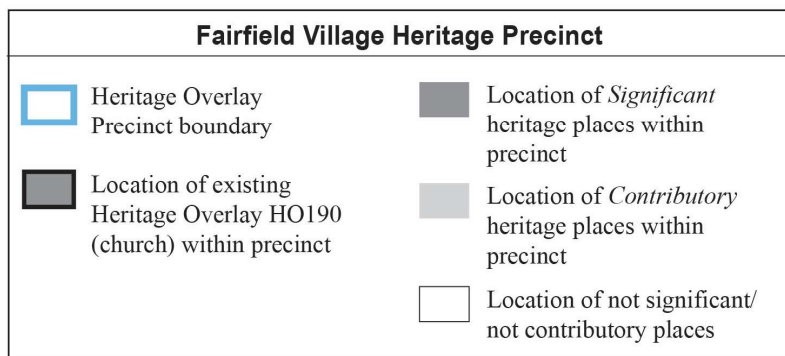 Fairfield Village Heritage Precinct
Heritage Overlay
Precinct boundary
Location of existing
Heritage Overlay HO190
(church) within precinct
Location of Significant
heritage places within
precinct
Location of Contributory
heritage places within
precinct
Location of not significant/
not contributory places